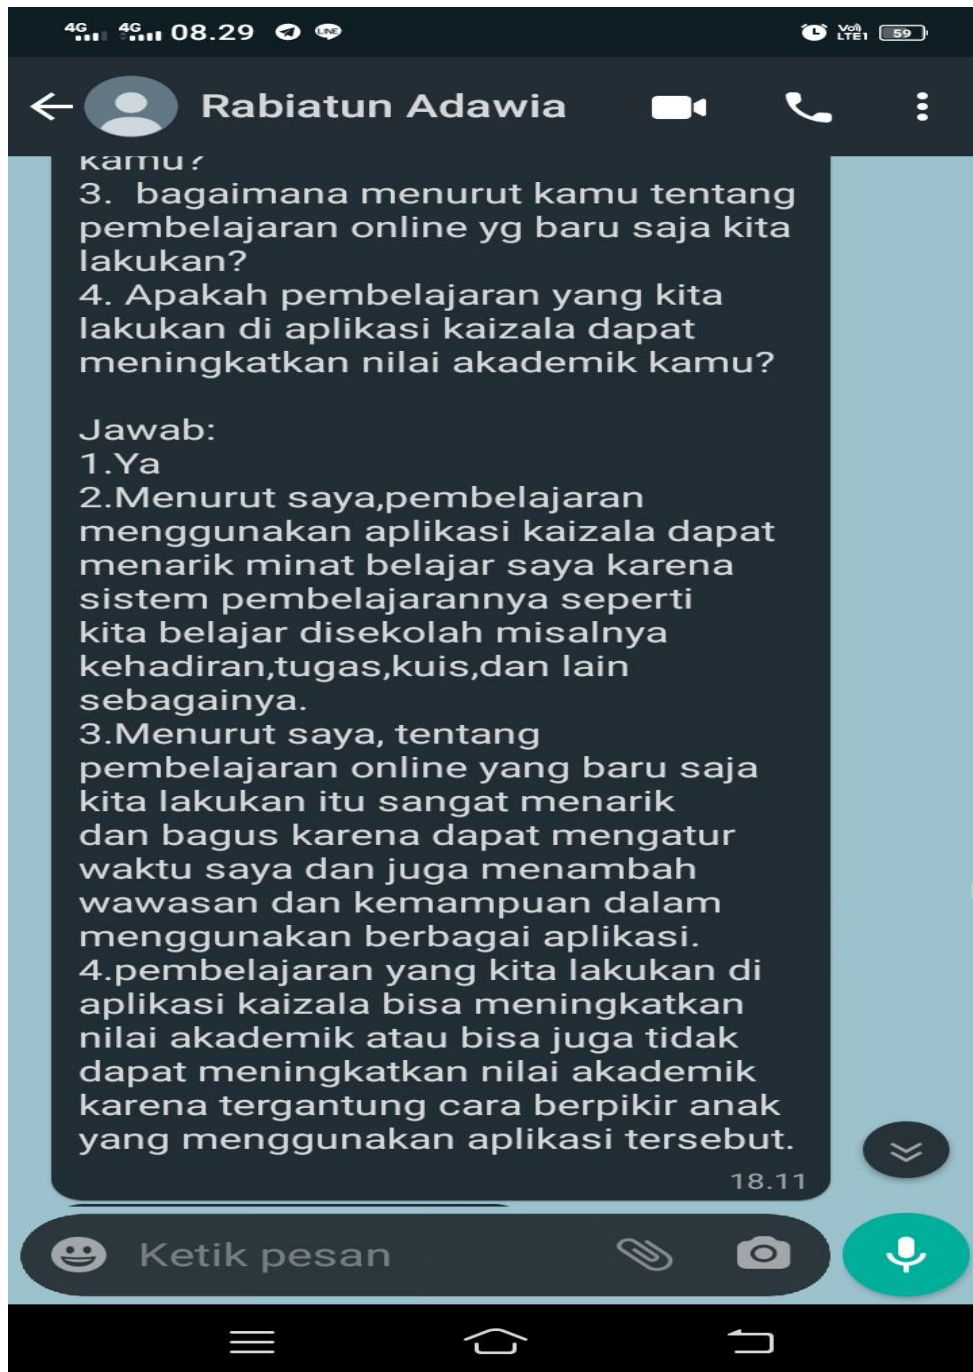 4G 4G 08.29 LINE Vo) LTE1 59
Rabiatun Adawia
kamu?
3.  bagaimana menurut kamu tentang
pembelajaran online yg baru saja kita
lakukan?
4. Apakah pembelajaran yang kita
lakukan di aplikasi kaizala dapat
meningkatkan nilai akademik kamu?
Jawab:
1.Ya
2.Menurut saya,pembelajaran
menggunakan aplikasi kaizala dapat
menarik minat belajar saya karena
sistem pembelajarannya seperti
kita belajar disekolah misalnya
kehadiran,tugas,kuis,dan lain
sebagainya.
3.Menurut saya, tentang
pembelajaran online yang baru saja
kita lakukan itu sangat menarik
dan bagus karena dapat mengatur
waktu saya dan juga menambah
wawasan dan kemampuan dalam
menggunakan berbagai aplikasi.
4.pembelajaran yang kita lakukan di
aplikasi kaizala bisa meningkatkan
nilai akademik atau bisa juga tidak
dapat meningkatkan nilai akademik
karena tergantung cara berpikir anak
yang menggunakan aplikasi tersebut.
18.11
Ketik pesan